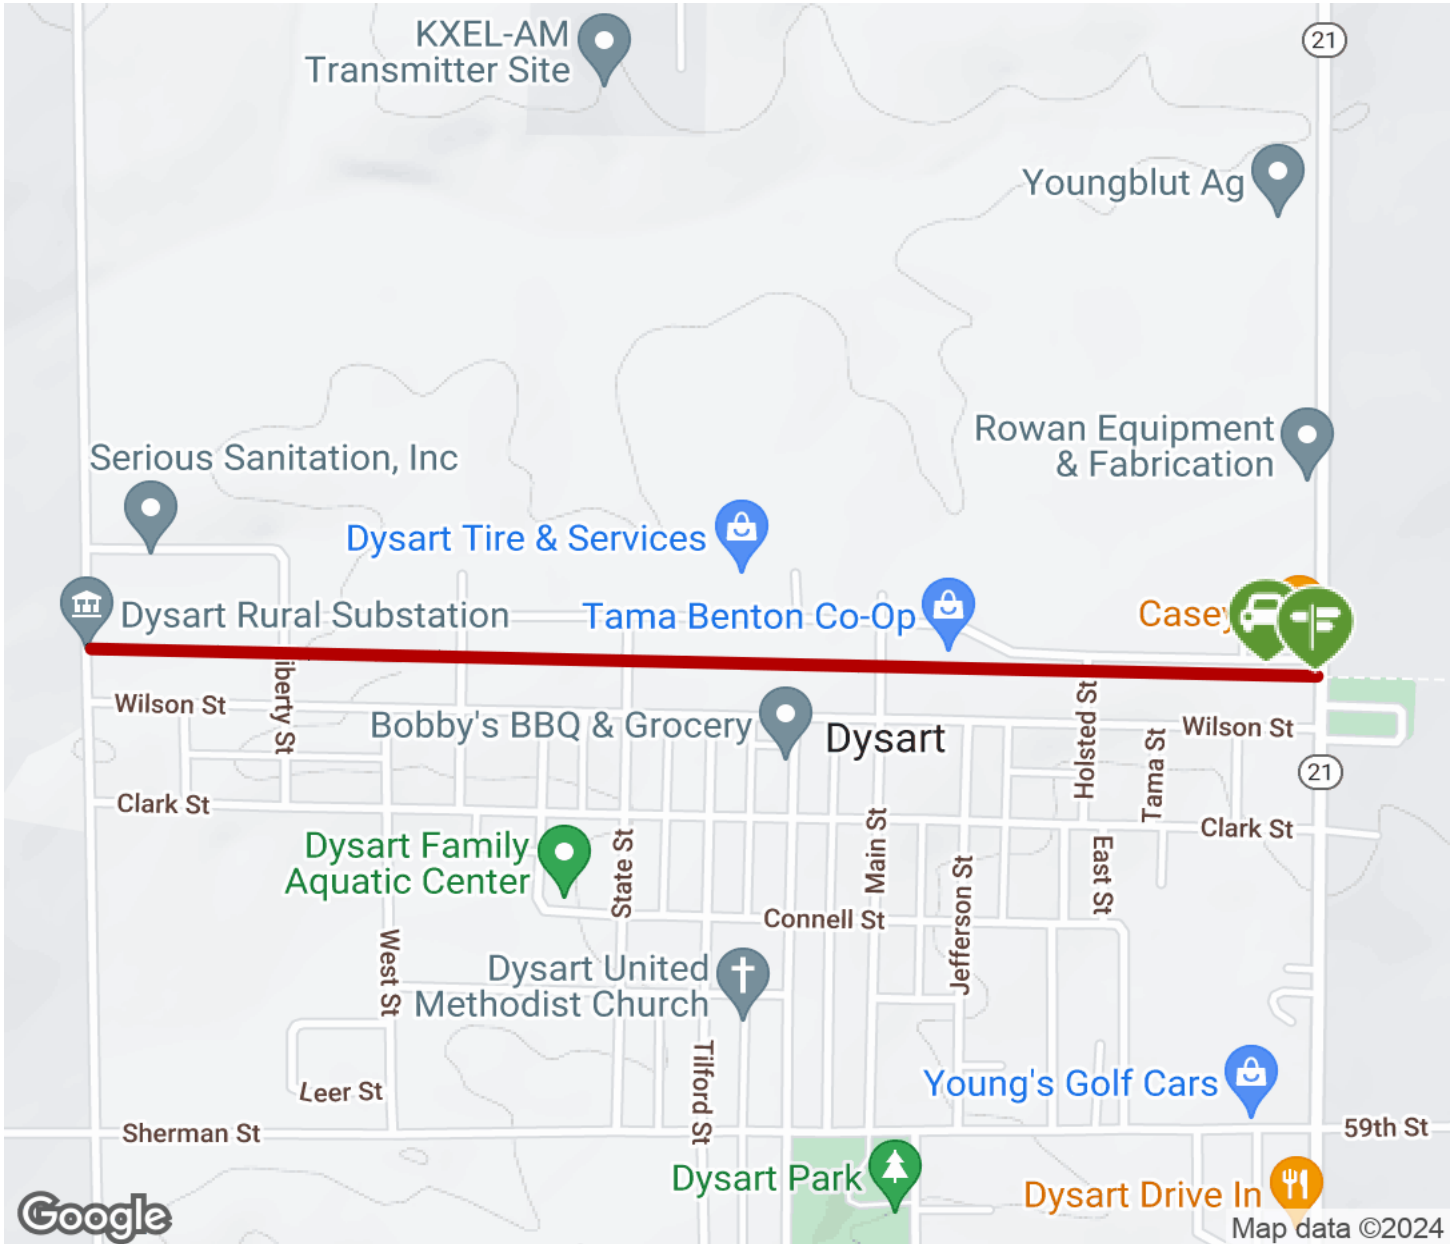 KXEL-AM
Transmitter Site
21
Youngblut Ag
Rowan Equipment
& Fabrication
Serious Sanitation, Inc
Dysart Tire & Services
Dysart Rural Substation
Tama Benton Co-Op
Casey
iberty St
Wilson St
Bobby's BBQ & Grocery
Dysart
Holsted St
Wilson St
Tama St
21
Clark St
Clark St
Dysart Family
Aquatic Center
State St
Main St
East St
Jefferson St
Connell St
West St
Dysart United
Methodist Church
Tilford St
Leer St
Young's Golf Cars
Sherman St
59th St
Dysart Park
Dysart Drive In
Google
Map data ©2024